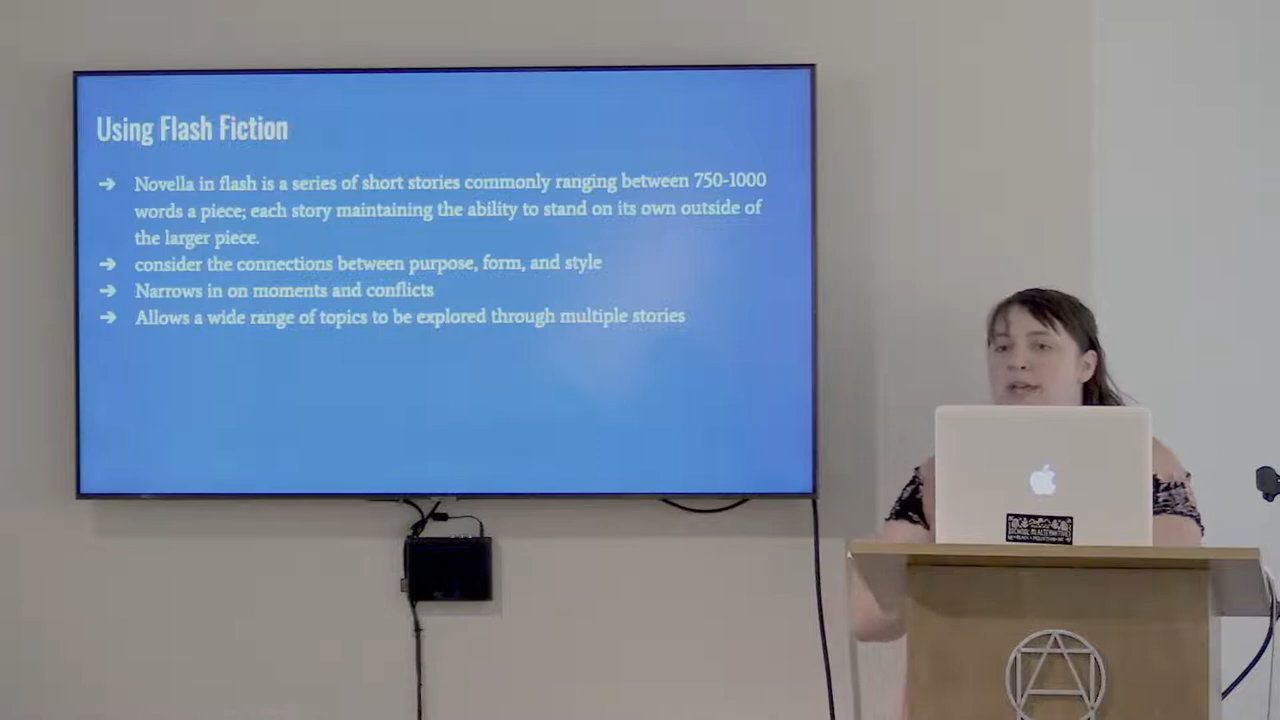 Using Flash Fiction
➔ Novella in flash is a series of short stories commonly ranging between 750-1000
words a piece; each story maintaining the ability to stand on its own outside of
the larger piece.
➔ consider the connections between purpose, form, and style
➔ Narrows in on moments and conflicts
➔ Allows a wide range of topics to be explored through multiple stories